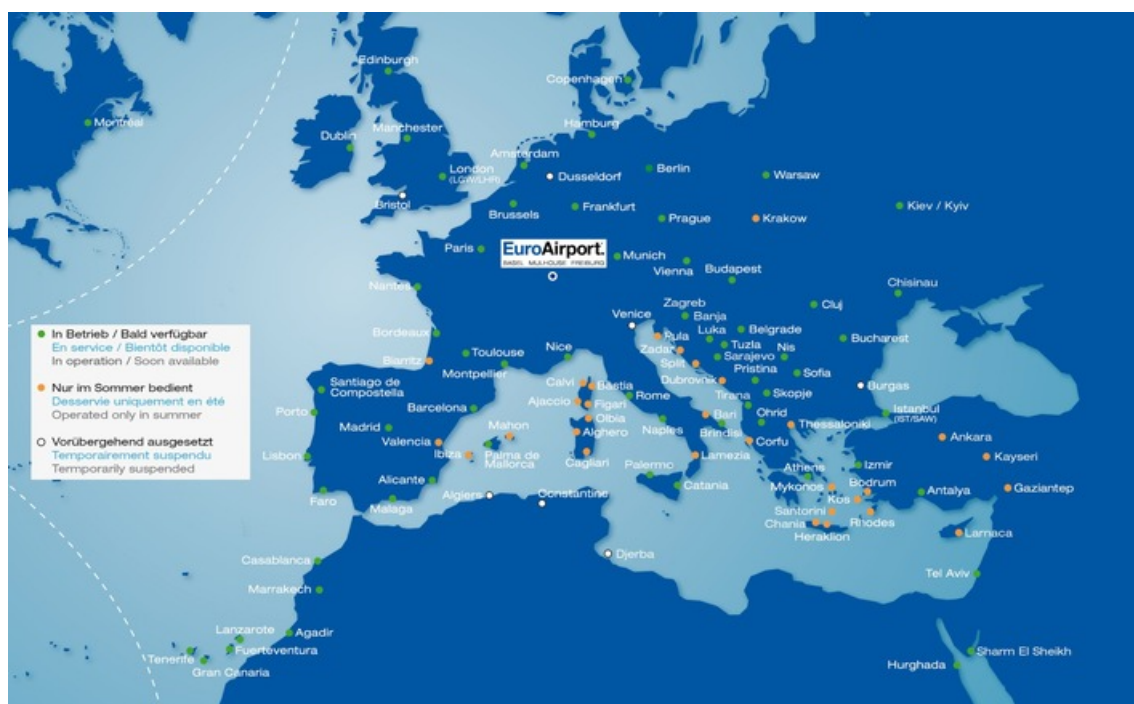 Edinburgh
Copenhagen
Montréal
Hamburg
Dublin
Manchester
Amsterdam
London
(LGW/LHR)
Dusseldorf
Berlin
Warsaw
Bristol
Brussels
Frankfurt
Prague
Krakow
Kiev / Kyiv
Paris
EuroAirport.
BASEL MULHOUSE FREIBURG
Munich
Vienna
Budapest
Nantes
Chisinau
Zagreb
Cluj
Venice
Banja
Luka
In Betrieb / Bald verfügbar
En service / Bientôt disponible
In operation / Soon available
Bordeaux
Pula
Belgrade
Bucharest
Zadar
Tuzla
Nis
Biarritz
Toulouse
Nice
Sarajevo
Montpellier
Split
Pristina
Sofia
Nur im Sommer bedient
Desservie uniquement en été
Operated only in summer
Santiago de
Compostella
Calvi
Bastia
Dubrovnik
Burgas
Ajaccio
Figari
Rome
Tirana
Skopje
Porto
Barcelona
Olbia
Bari
Ohrid
Istanbul
(IST/SAW)
Madrid
Mahon
Alghero
Naples
Brindisi
Thessaloniki
Vorübergehend ausgesetzt
Temporairement suspendu
Termporarily suspended
Valencia
Corfu
Ankara
Lisbon
Ibiza
Palma de
Mallorca
Cagliari
Lamezia
Kayseri
Palermo
Athens
Izmir
Alicante
Catania
Mykonos
Bodrum
Gaziantep
Faro
Malaga
Algiers
Constantine
Kos
Antalya
Santorini
Chania
Rhodes
Heraklion
Larnaca
Djerba
Casablanca
Tel Aviv
Marrakech
Lanzarote
Agadir
Fuerteventura
Tenerife
Gran Canaria
Sharm El Sheikh
Hurghada